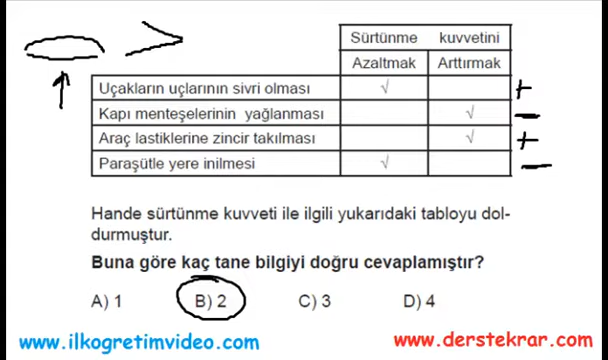 Sürtünme kuvvetini
Azaltmak Arttırmak
Uçakların uçlarının sivri olması √ +
Kapı menteşelerinin yağlanması √ −
Araç lastiklerine zincir takılması √ +
Paraşütle yere inilmesi √ −
Hande sürtünme kuvveti ile ilgili yukarıdaki tabloyu dol-
durmuştur.
Buna göre kaç tane bilgiyi doğru cevaplamıştır?
A) 1 B) 2 C) 3 D) 4
www.ilkogretimvideo.com www.derstekrar.com